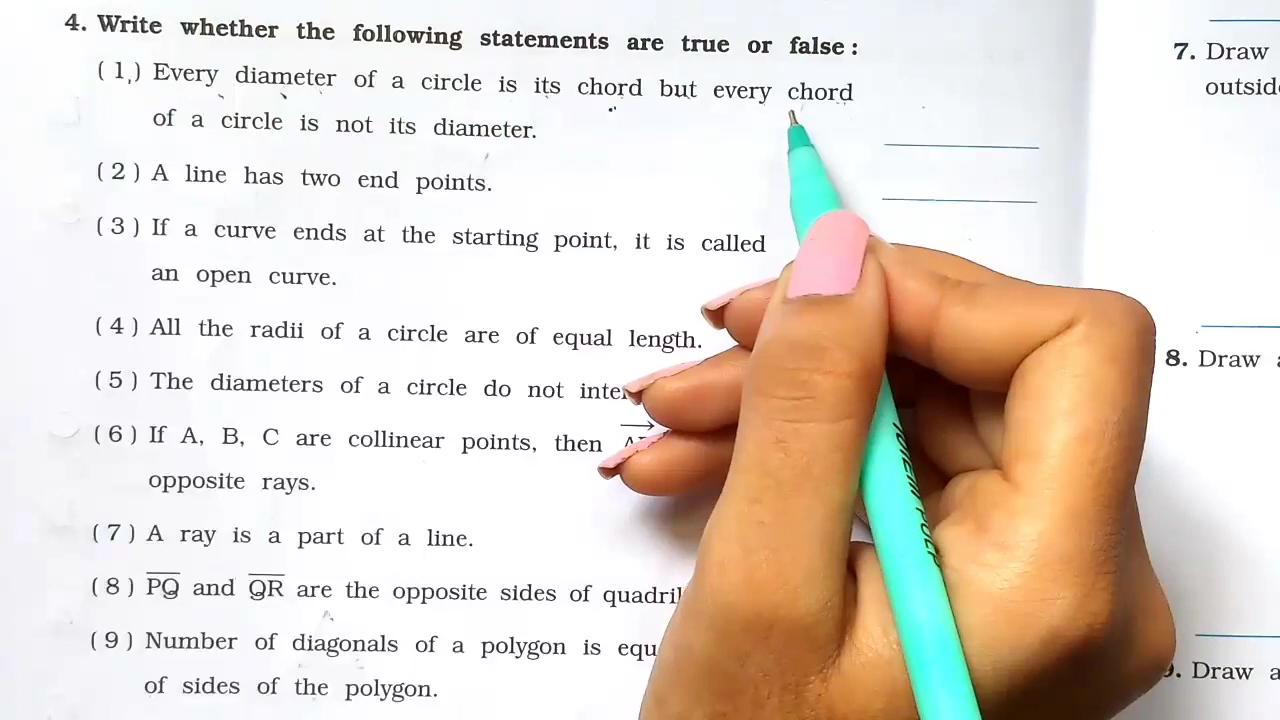 4. Write whether the following statements are true or false :
( 1 ) Every diameter of a circle is its chord but every chord
of a circle is not its diameter.
( 2 ) A line has two end points.
( 3 ) If a curve ends at the starting point, it is called
an open curve.
( 4 ) All the radii of a circle are of equal length.
( 5 ) The diameters of a circle do not
( 6 ) If A, B, C are collinear points, then
opposite rays.
( 7 ) A ray is a part of a line.
( 8 ) PQ and QR are the opposite sides of
( 9 ) Number of diagonals of a polygon is
of sides of the polygon.
7. Draw
8. Draw
Draw a